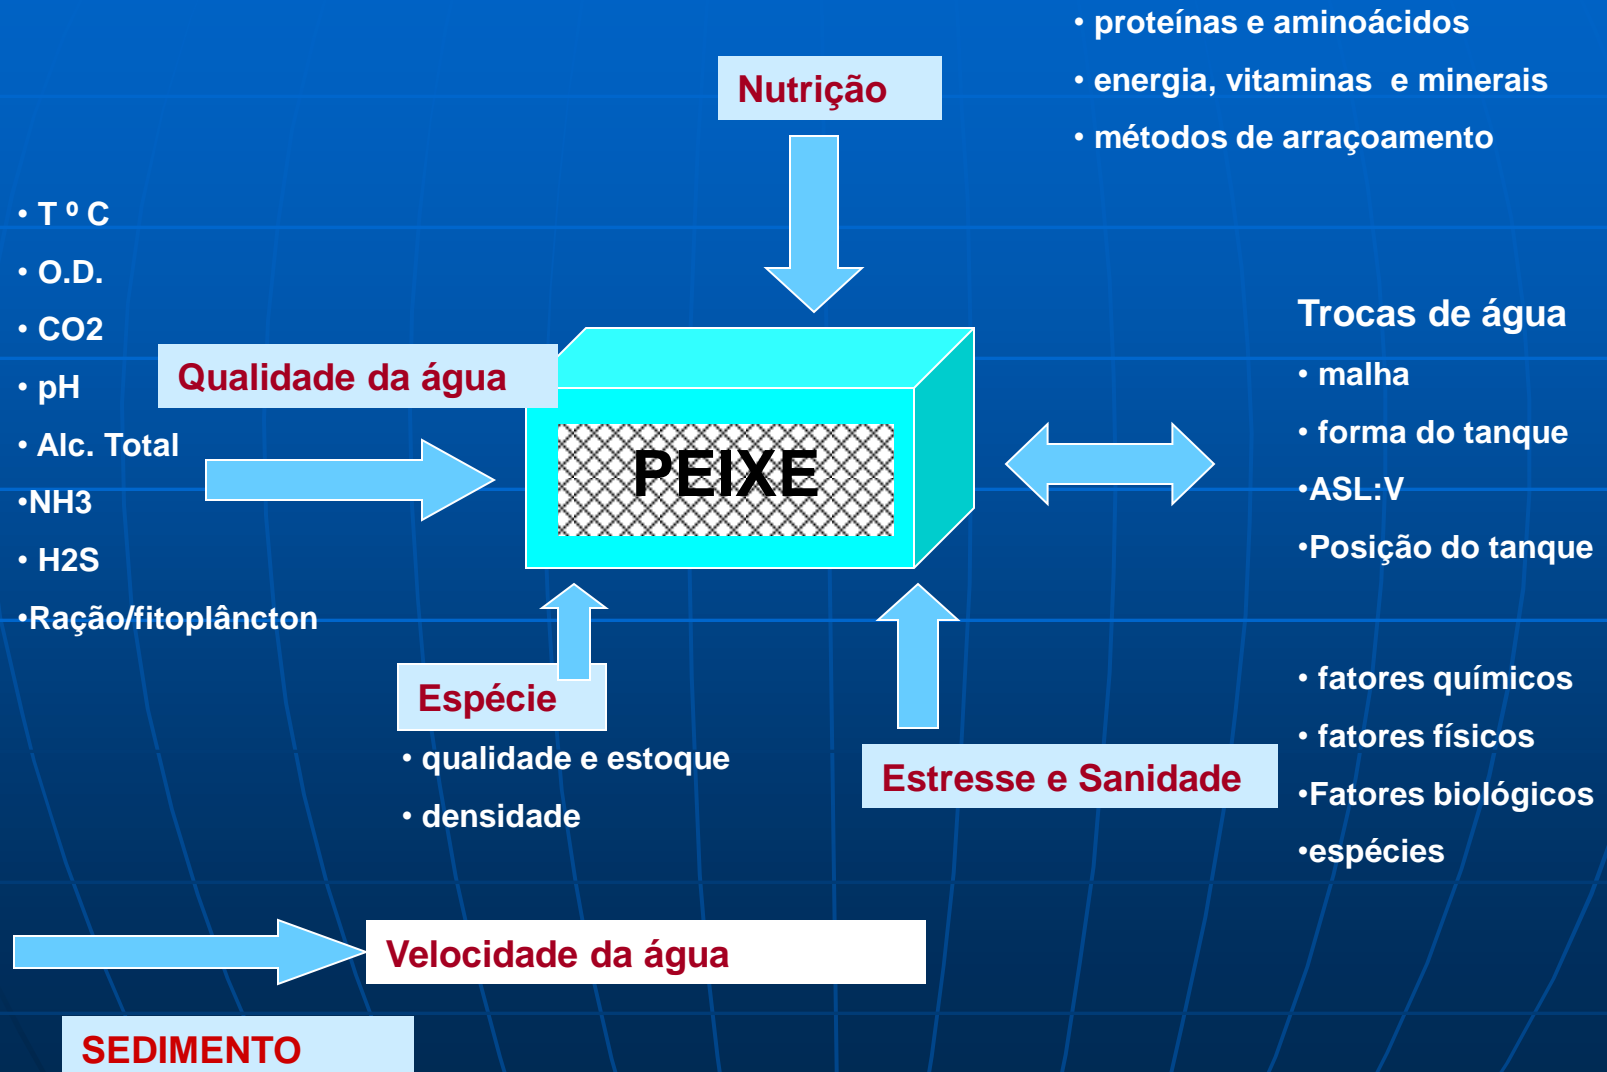 • proteínas e aminoácidos
• energia, vitaminas e minerais
• métodos de arraçoamento
Nutrição
• T º C
• O.D.
• CO2
• pH
• Alc. Total
•NH3
• H2S
•Ração/fitoplâncton
Qualidade da água
PEIXE
Trocas de água
• malha
• forma do tanque
•ASL:V
•Posição do tanque
Espécie
• qualidade e estoque
• densidade
Estresse e Sanidade
• fatores químicos
• fatores físicos
•Fatores biológicos
•espécies
Velocidade da água
SEDIMENTO